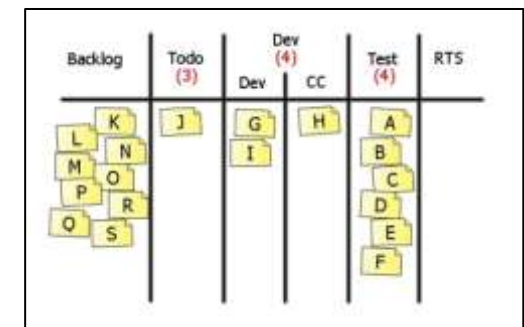 Backlog Todo Dev Test RTS
(3) (4) (4)
Dev CC
K J G H A
L I B
N C
M O D
P E
R F
Q S